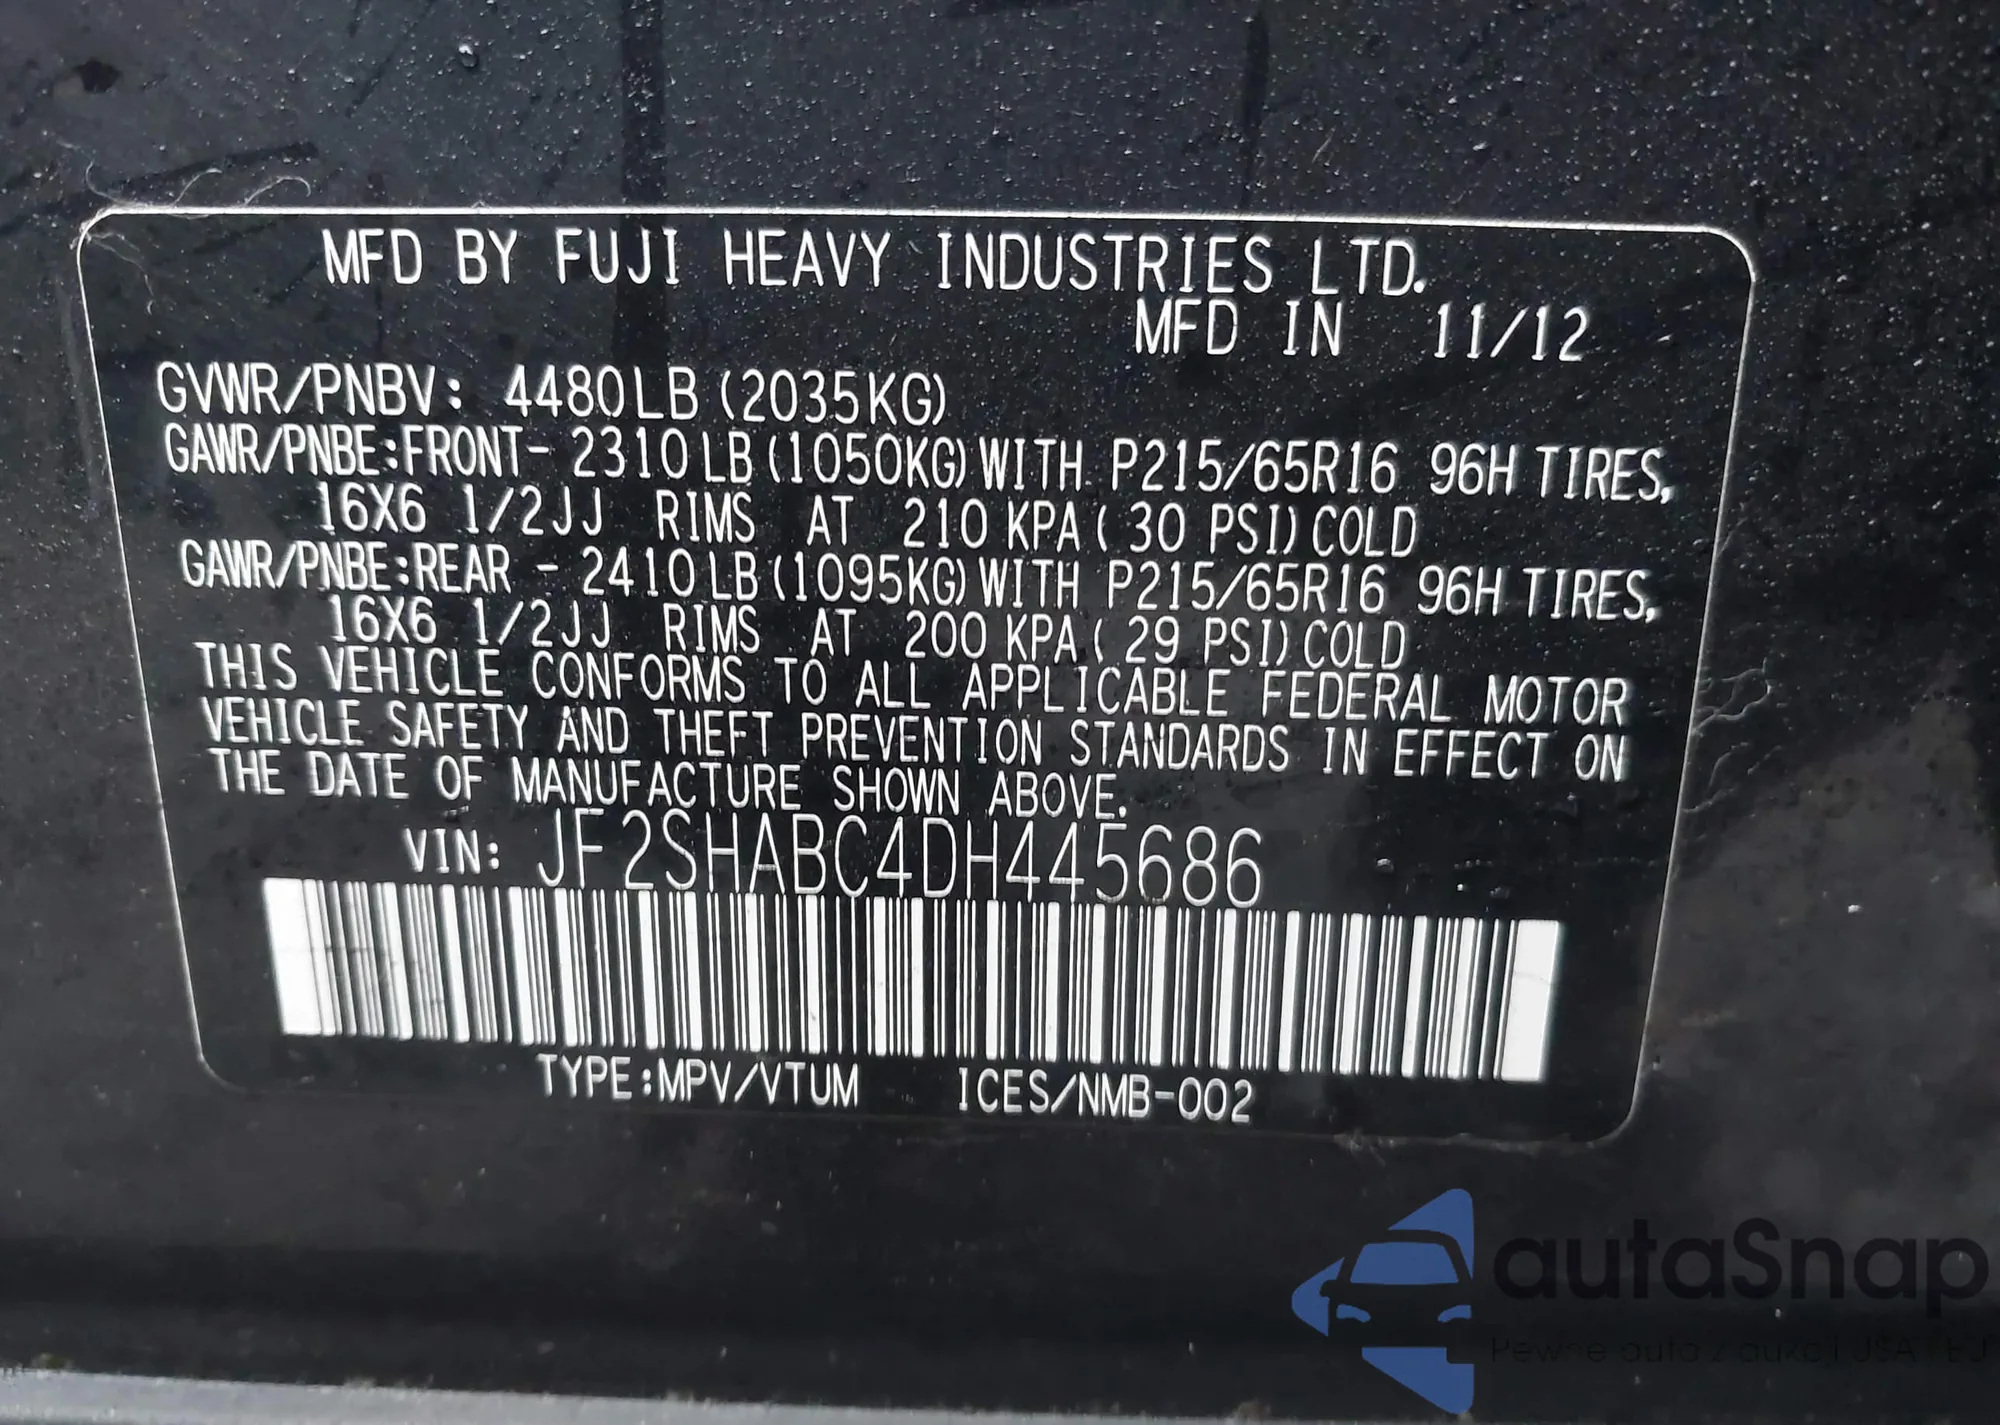 MFD BY FUJI HEAVY INDUSTRIES LTD.
MFD IN 11/12
GVWR/PNBV: 4480LB (2035KG)
GAWR/PNBE:FRONT- 2310LB(1050KG)WITH P215/65R16 96H TIRES,
16X6 1/2JJ RIMS AT 210 KPA( 30 PSI)COLD
GAWR/PNBE:REAR - 2410LB(1095KG)WITH P215/65R16 96H TIRES,
16X6 1/2JJ RIMS AT 200 KPA( 29 PSI)COLD
THIS VEHICLE CONFORMS TO ALL APPLICABLE FEDERAL MOTOR
VEHICLE SAFETY AND THEFT PREVENTION STANDARDS IN EFFECT ON
THE DATE OF MANUFACTURE SHOWN ABOVE.
VIN: JF2SHABC4DH445686
TYPE:MPV/VTUM ICES/NMB-002
autaSnap
Pewne auta z aukcji USA